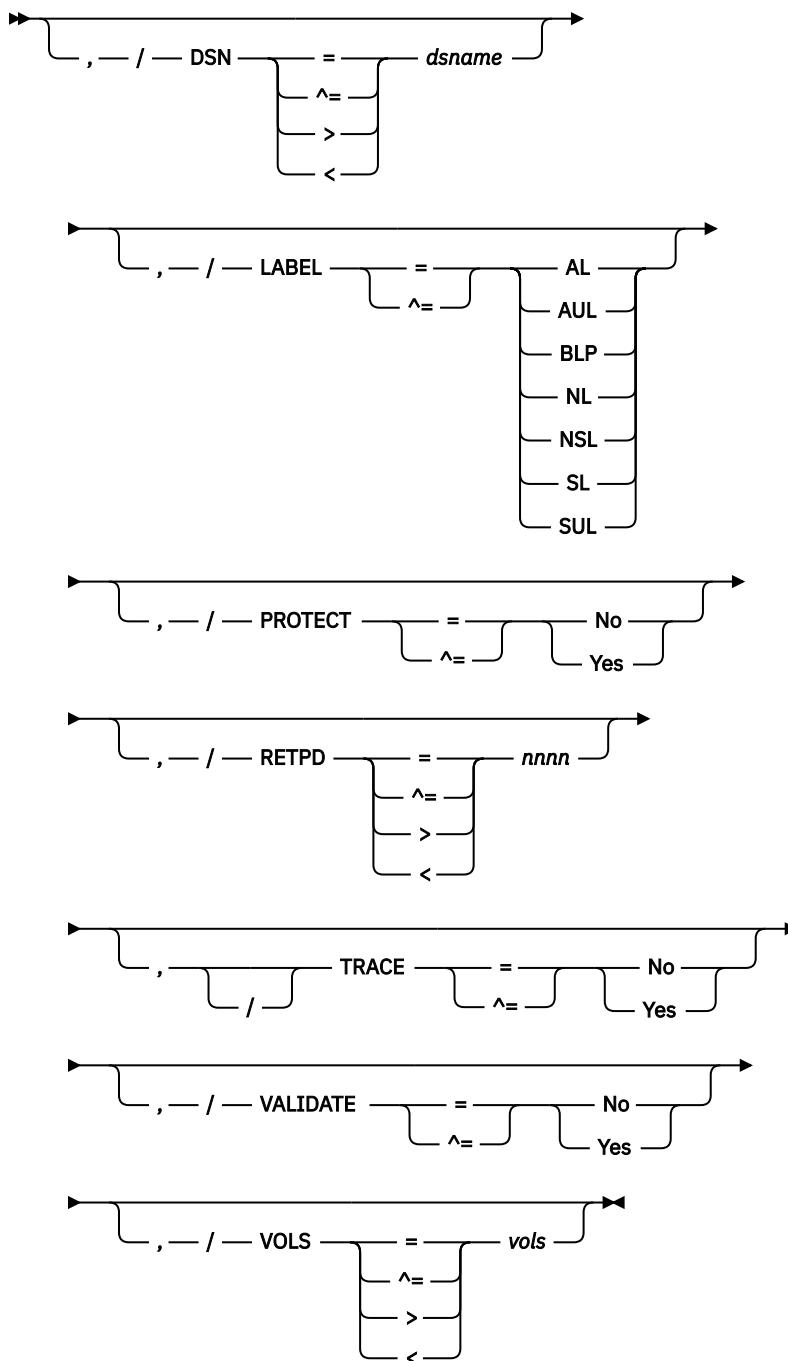 , / DSN = dsname
^=
>
<
, / LABEL = AL
^= AUL
BLP
NL
NSL
SL
SUL
, / PROTECT = No
^= Yes
, / RETPD = nnnn
^=
>
<
, TRACE = No
/ ^= Yes
, / VALIDATE = No
^= Yes
, / VOLS = vols
^=
>
<